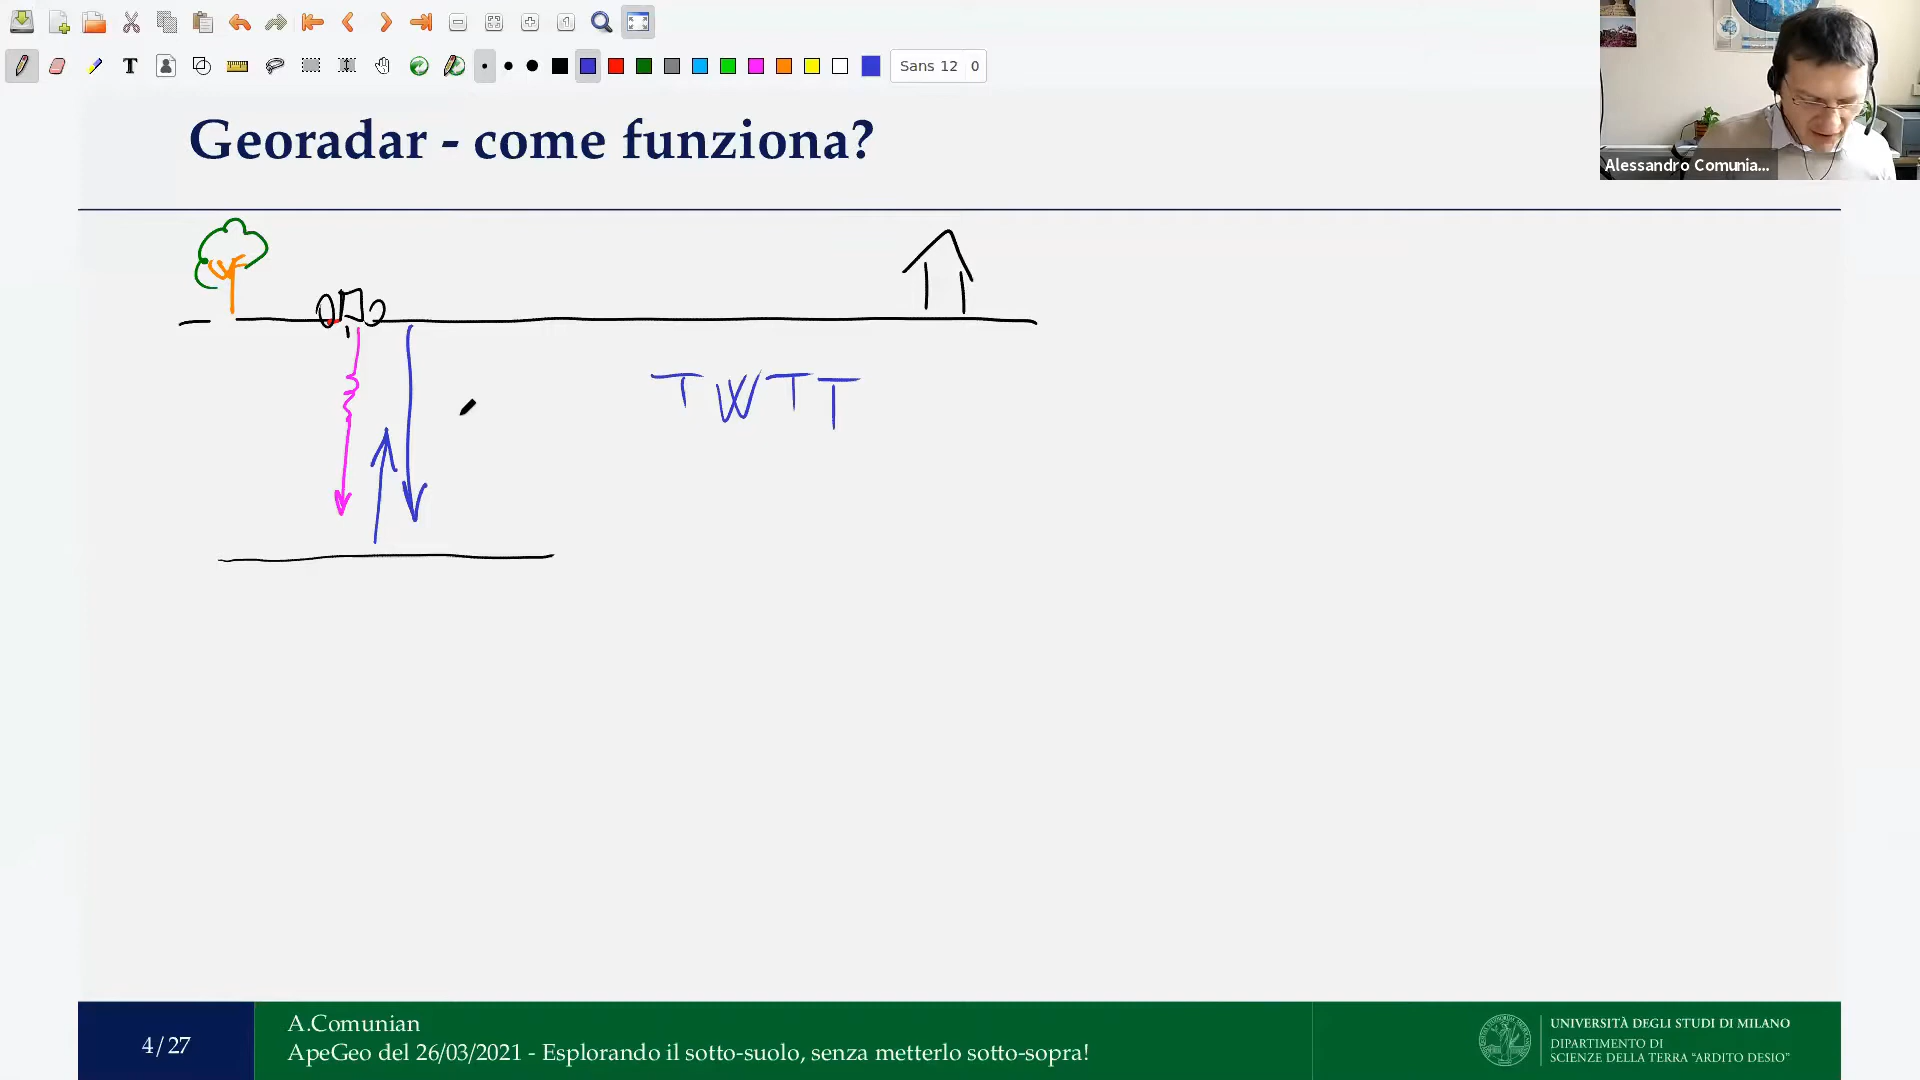 Sans 12 0
Alessandro Comunia...
Georadar - come funziona?
TWTT
4/27
A.Comunian
ApeGeo del 26/03/2021 - Esplorando il sotto-suolo, senza metterlo sotto-sopra!
UNIVERSITÀ DEGLI STUDI DI MILANO
DIPARTIMENTO DI
SCIENZE DELLA TERRA "ARDITO DESIO"